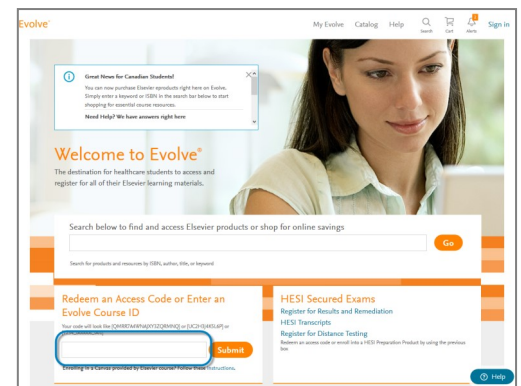 Evolve®
My Evolve Catalog Help Search Cart Alerts Sign in
Great News for Canadian Students!
You can now purchase Elsevier eproducts right here on Evolve.
Simply enter a keyword or ISBN in the search bar below to start
shopping for essential course resources.
Need Help? We have answers right here
Welcome to Evolve®
The destination for healthcare students to access and
register for all of their Elsevier learning materials.
Search below to find and access Elsevier products or shop for online savings
Go
Search for products and resources by ISBN, author, title, or keyword
Redeem an Access Code or Enter an
Evolve Course ID
Your code will look like
Submit
Enrolling in a Canvas provided by Elsevier course? Follow these instructions.
HESI Secured Exams
Register for Results and Remediation
HESI Transcripts
Register for Distance Testing
Redeem an access code or enroll into a HESI Preparation Product by using the previous
box
Help